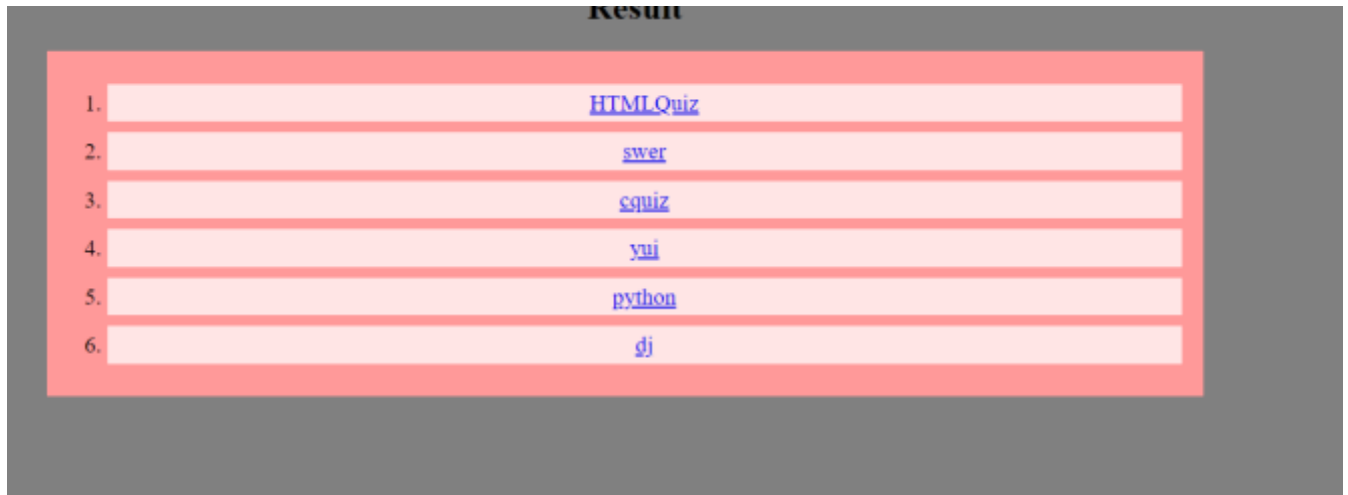 Result
1. HTMLQuiz
2. swer
3. cquiz
4. yui
5. python
6. dj